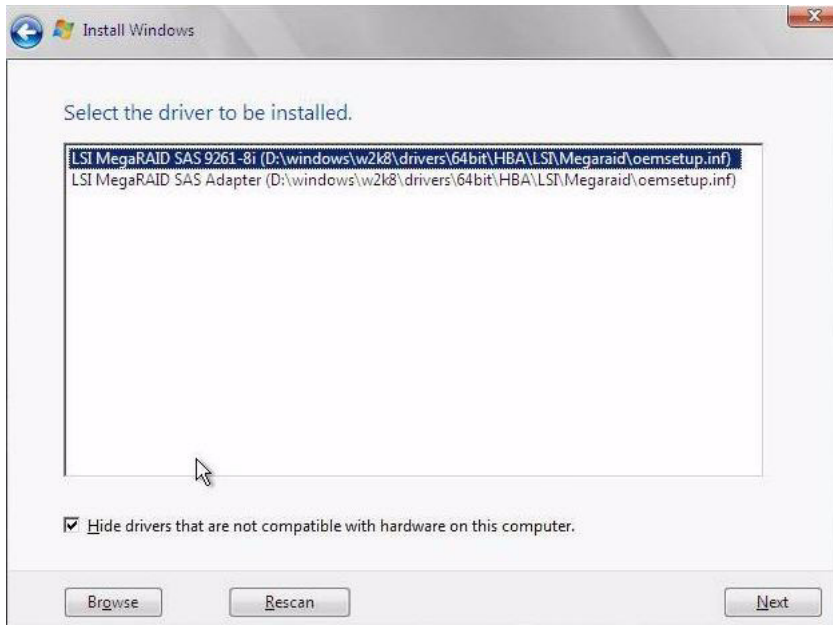 Install Windows
Select the driver to be installed.
LSI MegaRAID SAS 9261-8i (D:\windows\w2k8\drivers\64bit\HBA\LSI\Megaraid\oemsetup.inf)
LSI MegaRAID SAS Adapter (D:\windows\w2k8\drivers\64bit\HBA\LSI\Megaraid\oemsetup.inf)
Hide drivers that are not compatible with hardware on this computer.
Browse Rescan Next